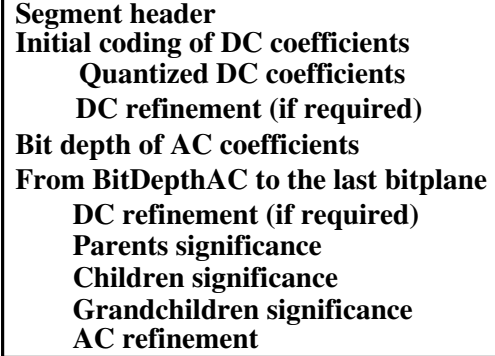 Segment header
Initial coding of DC coefficients
Quantized DC coefficients
DC refinement (if required)
Bit depth of AC coefficients
From BitDepthAC to the last bitplane
DC refinement (if required)
Parents significance
Children significance
Grandchildren significance
AC refinement